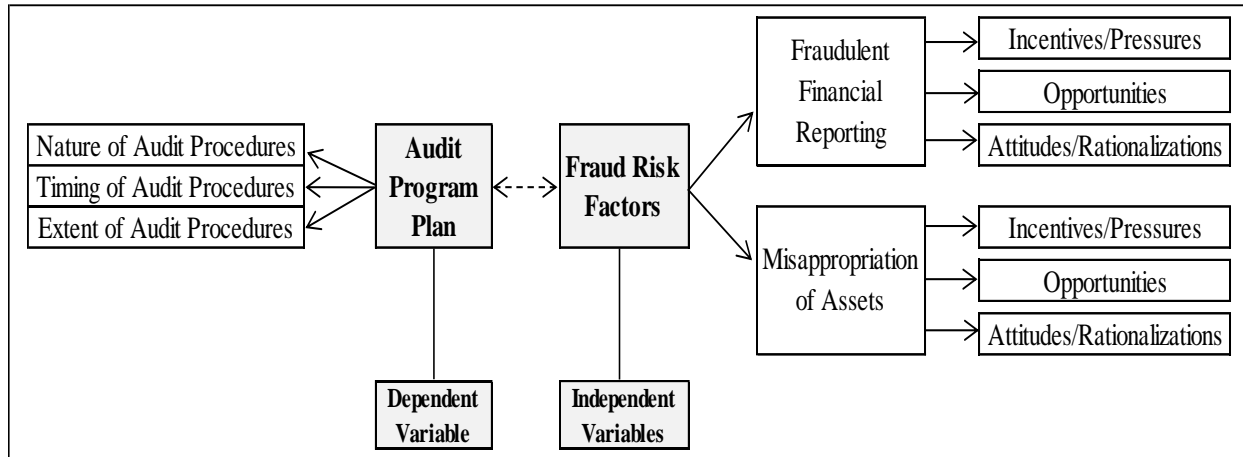 Nature of Audit Procedures
Timing of Audit Procedures
Extent of Audit Procedures
Audit
Program
Plan
Fraud Risk
Factors
Fraudulent
Financial
Reporting
Incentives/Pressures
Opportunities
Attitudes/Rationalizations
Misappropriation
of Assets
Incentives/Pressures
Opportunities
Attitudes/Rationalizations
Dependent
Variable
Independent
Variables